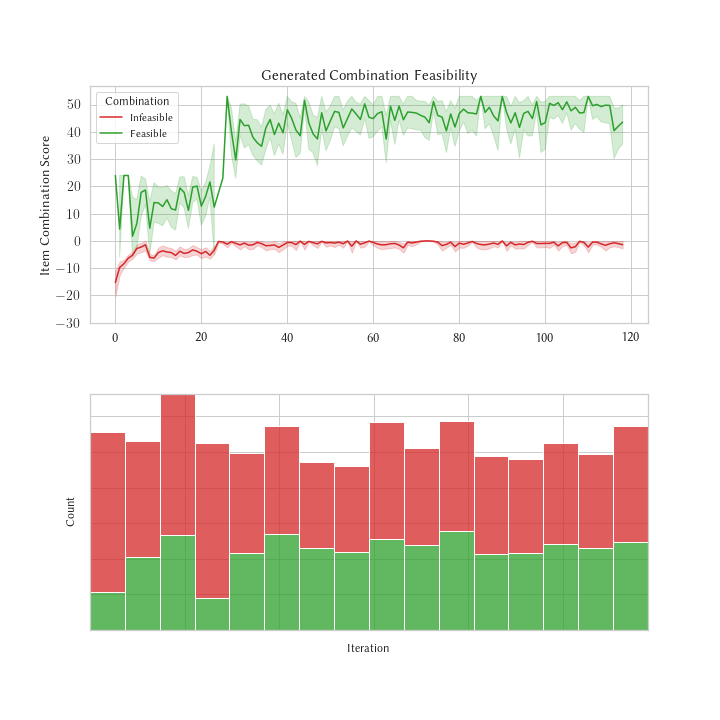 Generated Combination Feasibility
Item Combination Score
Combination
Infeasible
Feasible
50
40
30
20
10
0
−10
−20
−30
0 20 40 60 80 100 120
Count
Iteration